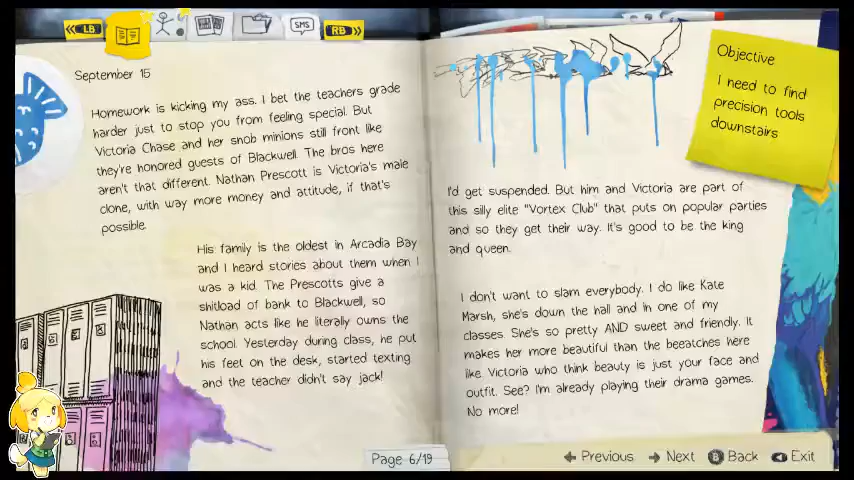 LB
SMS
RB
September 15
Homework is kicking my ass. I bet the teachers grade
harder just to stop you from feeling special. But
Victoria Chase and her snob minions still front like
they're honored guests of Blackwell. The bros here
aren't that different. Nathan Prescott is Victoria's male
clone, with way more money and attitude, if that's
possible.
His family is the oldest in Arcadia Bay
and I heard stories about them when I
was a kid. The Prescotts give a
shitload of bank to Blackwell, so
Nathan acts like he literally owns the
school. Yesterday during class, he put
his feet on the desk, started texting
and the teacher didn't say jack!
I'd get suspended. But him and Victoria are part of
this silly elite "Vortex Club" that puts on popular parties
and so they get their way. It's good to be the king
and queen.
I don't want to slam everybody. I do like Kate
Marsh, she's down the hall and in one of my
classes. She's so pretty AND sweet and friendly. It
makes her more beautiful than the beeatches here
like Victoria who think beauty is just your face and
outfit. See? I'm already playing their drama games.
No more!
Objective
I need to find
precision tools
downstairs
Page 6/19
Previous
Next
B Back
Exit